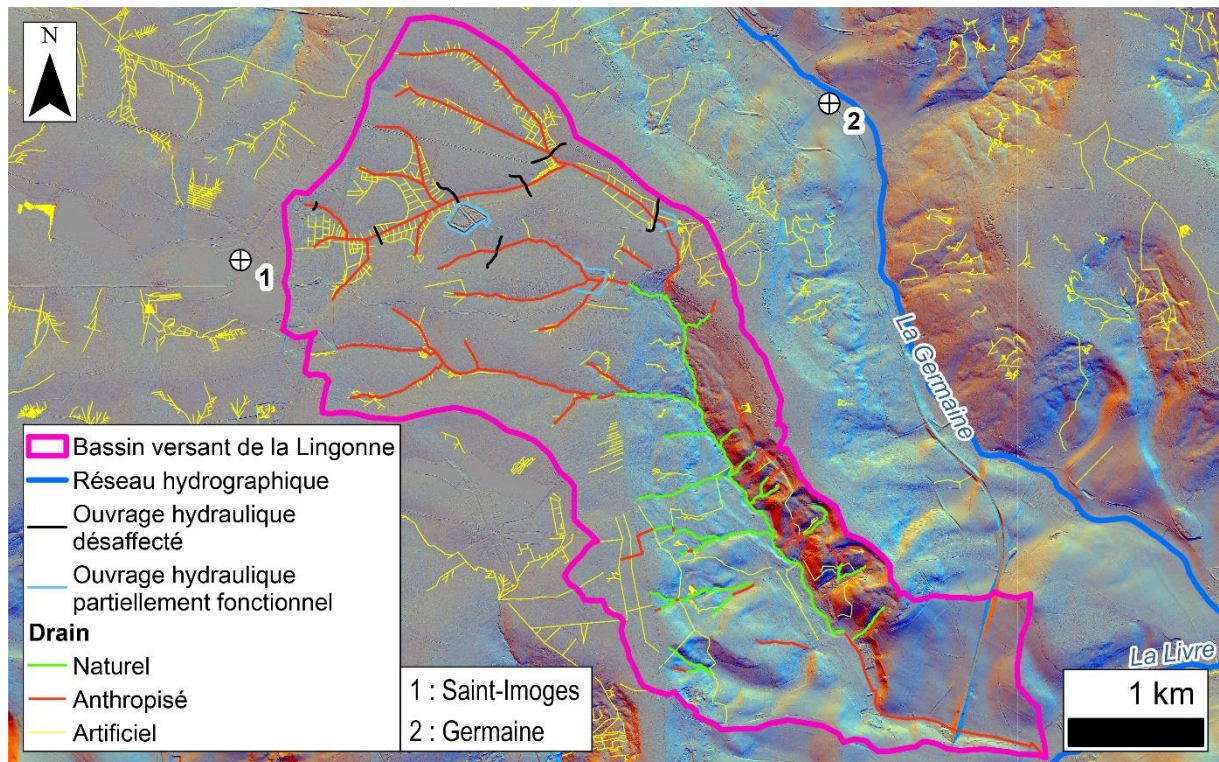 N
1
2
La Germaine
Bassin versant de la Lingonne
Réseau hydrographique
Ouvrage hydraulique
désaffecté
Ouvrage hydraulique
partiellement fonctionnel
Drain
Naturel
Anthropisé
Artificiel
1 : Saint-Imoges
2 : Germaine
La Livre
1 km